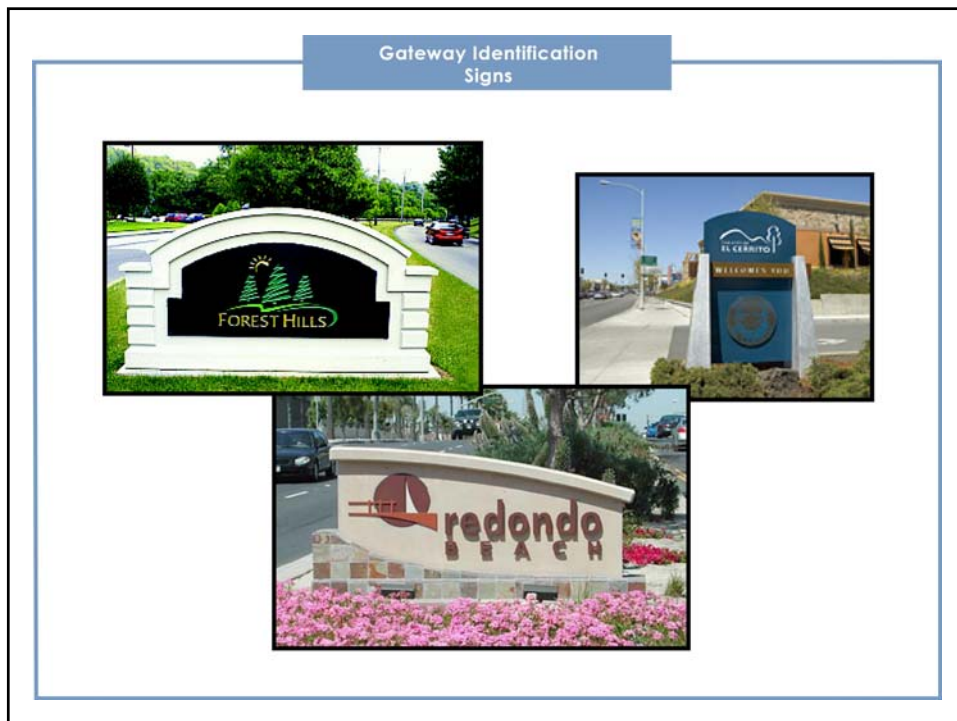 Gateway Identification
Signs
FOREST HILLS
EL CERRITO
WELCOMES YOU
redondo
BEACH